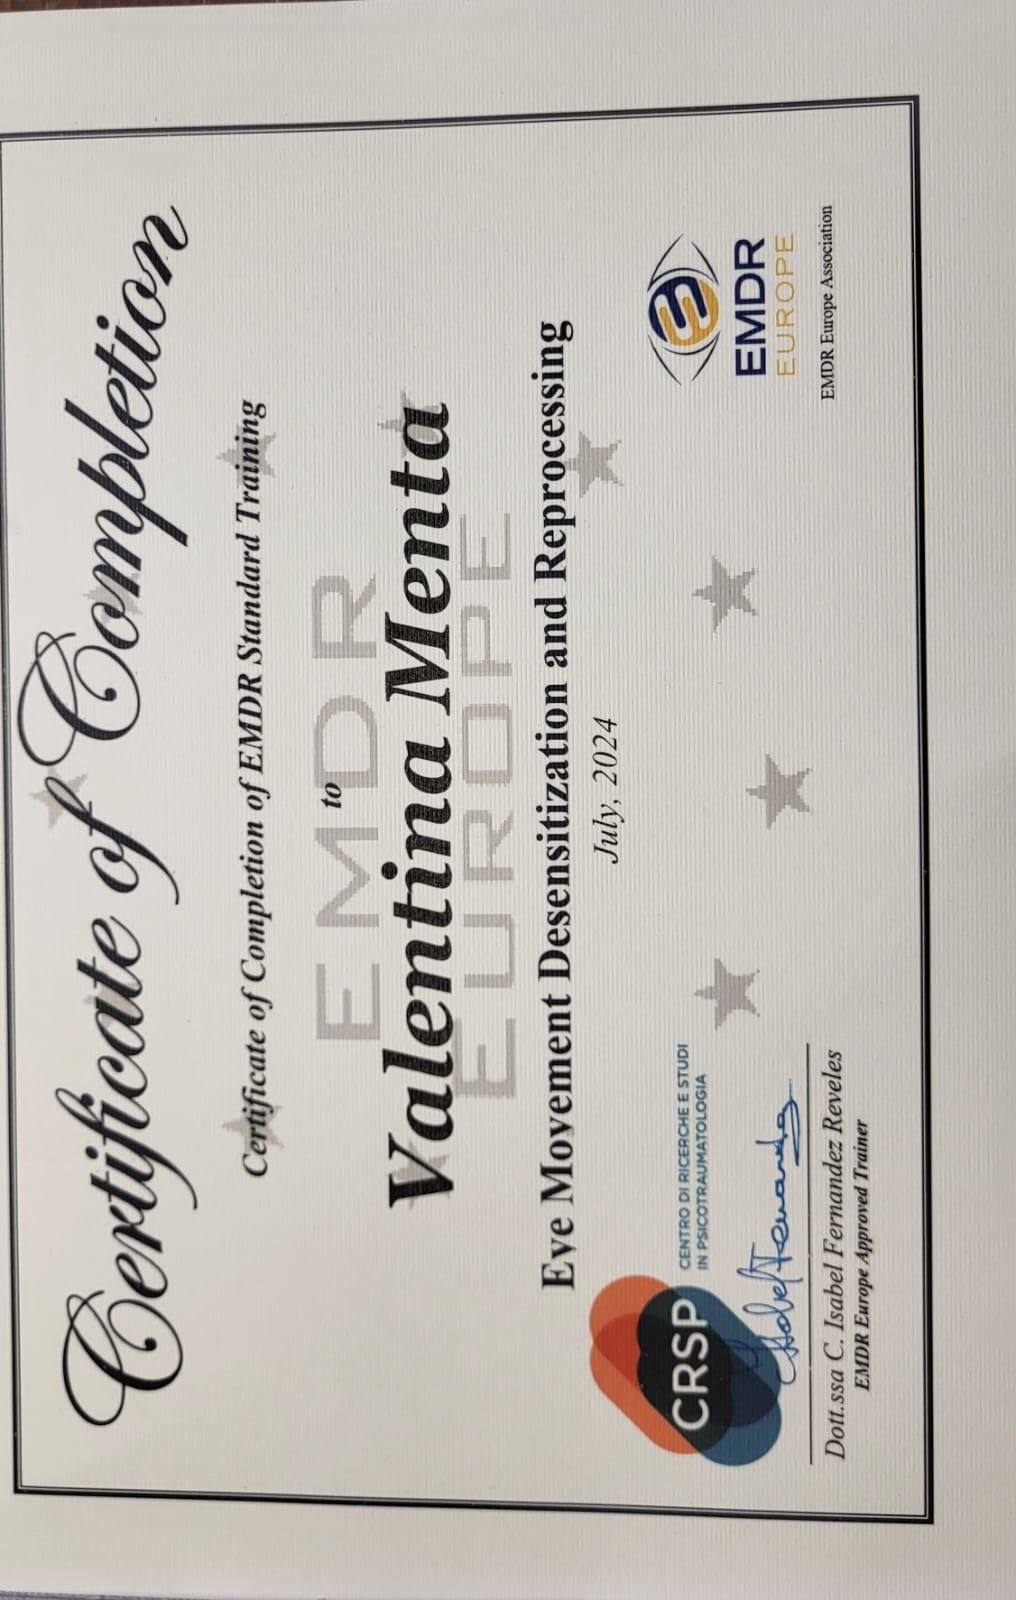 Certificate of Completion
Certificate of Completion of EMDR Standard Training
to
EMDR
EUROPE
Valentina Menta
Eye Movement Desensitization and Reprocessing
July, 2024
CRSP
CENTRO DI RICERCHE E STUDI
IN PSICOTRAUMATOLOGIA
Isabel Fernandez
Dott.ssa C. Isabel Fernandez Reveles
EMDR Europe Approved Trainer
EMDR
EUROPE
EMDR Europe Association